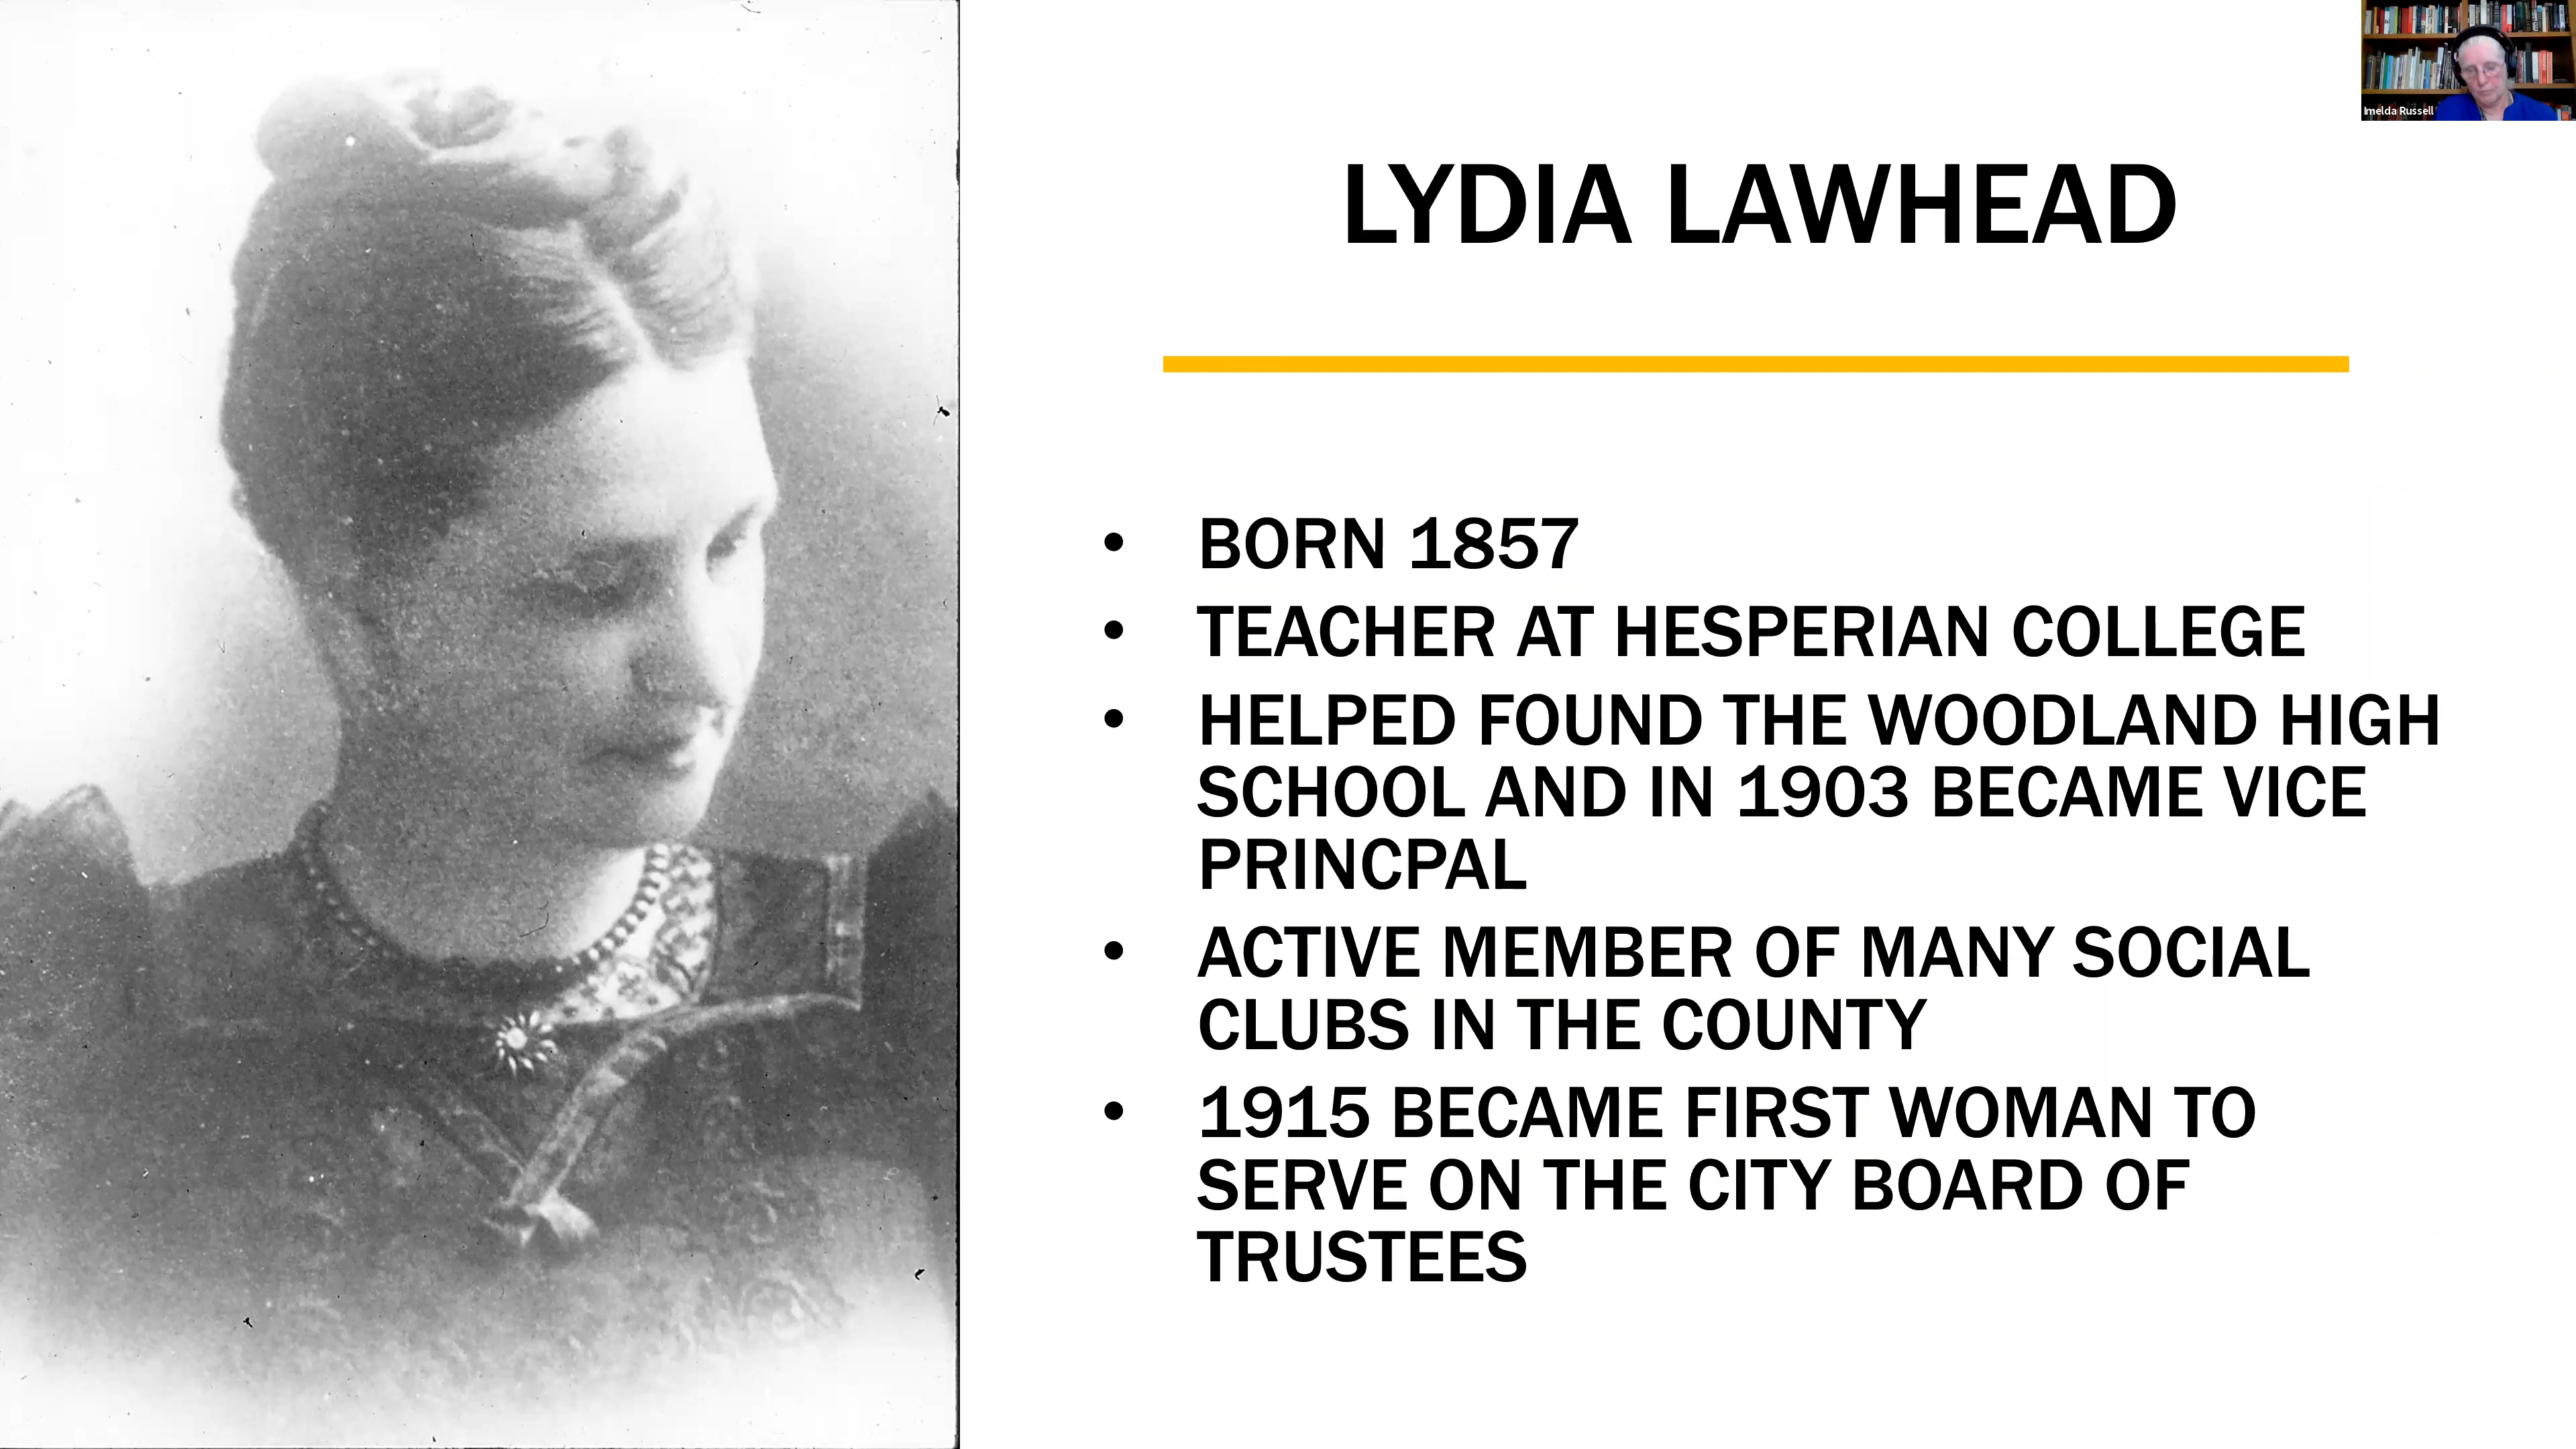 Imelda Russell
LYDIA LAWHEAD
• BORN 1857
• TEACHER AT HESPERIAN COLLEGE
• HELPED FOUND THE WOODLAND HIGH
SCHOOL AND IN 1903 BECAME VICE
PRINCPAL
• ACTIVE MEMBER OF MANY SOCIAL
CLUBS IN THE COUNTY
• 1915 BECAME FIRST WOMAN TO
SERVE ON THE CITY BOARD OF
TRUSTEES